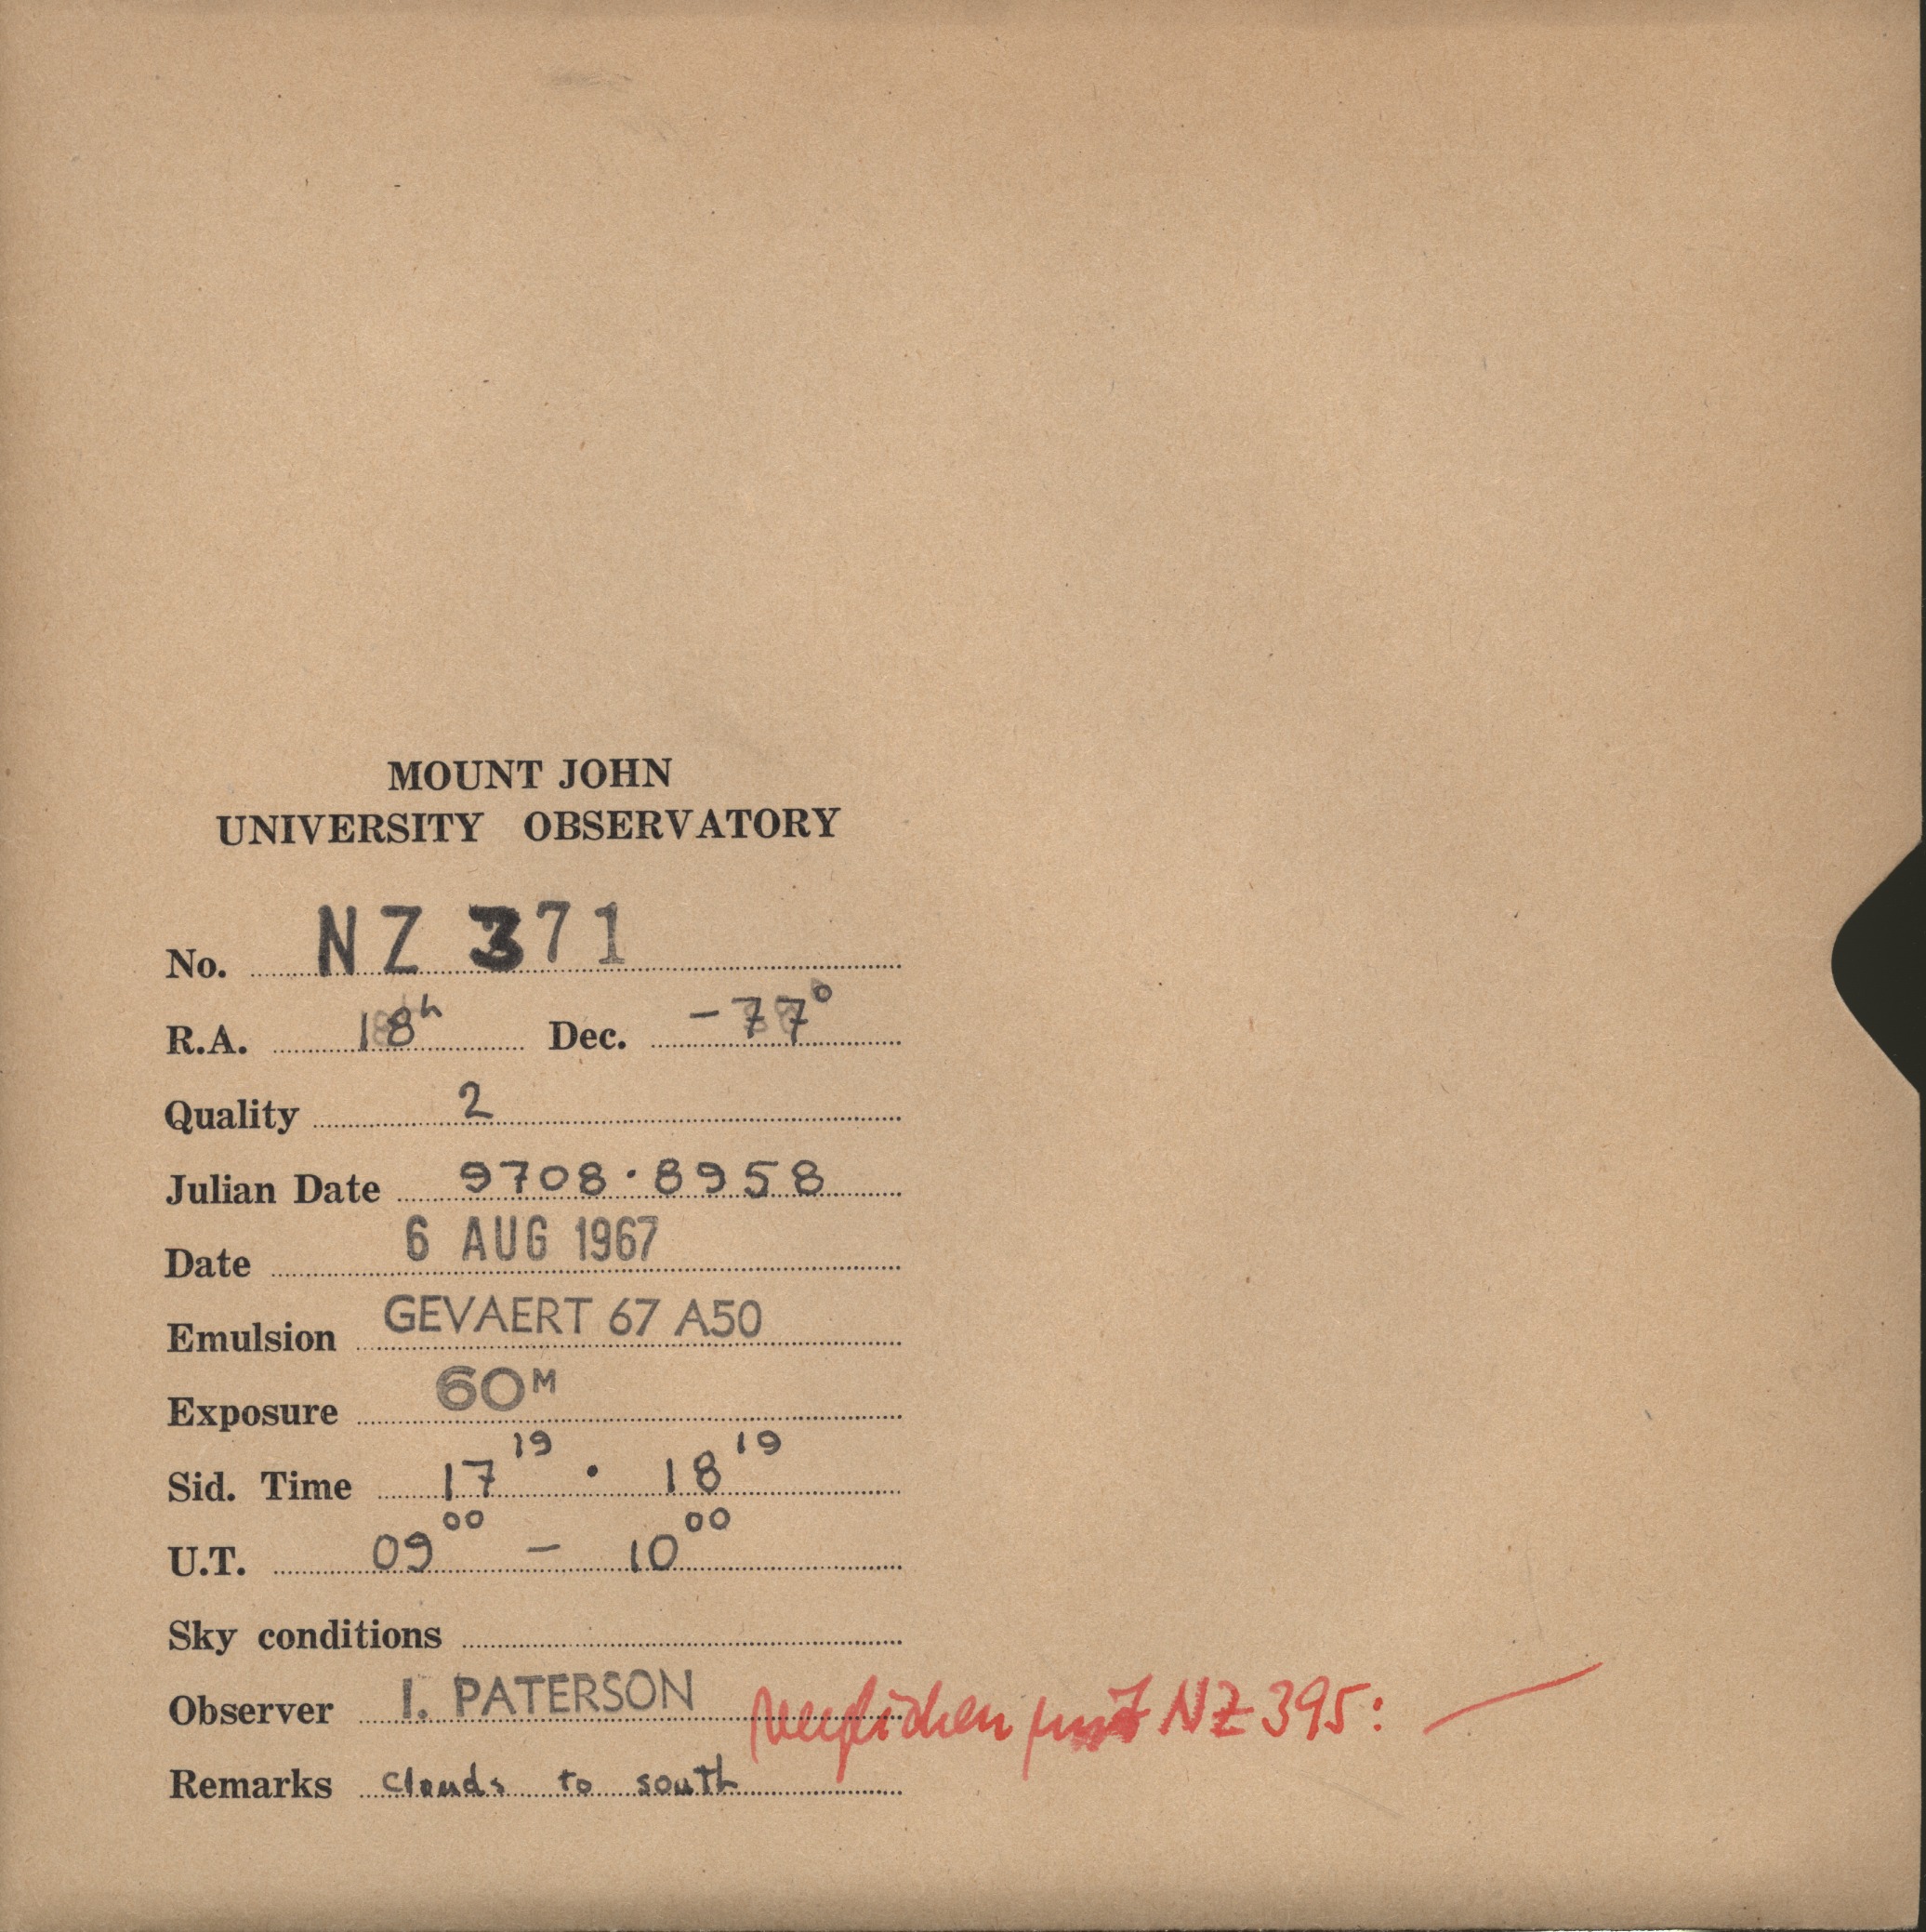 MOUNT JOHN
UNIVERSITY OBSERVATORY
No. NZ 371
R.A. 18h Dec. -77°
Quality 2
Julian Date 9708·8958
Date 6 AUG 1967
Emulsion GEVAERT 67 A50
Exposure 60M
Sid. Time 17 19 · 18 19
U.T. 09 00 - 10 00
Sky conditions
Observer I. PATERSON verglichen mit NZ 395: —
Remarks clouds to south